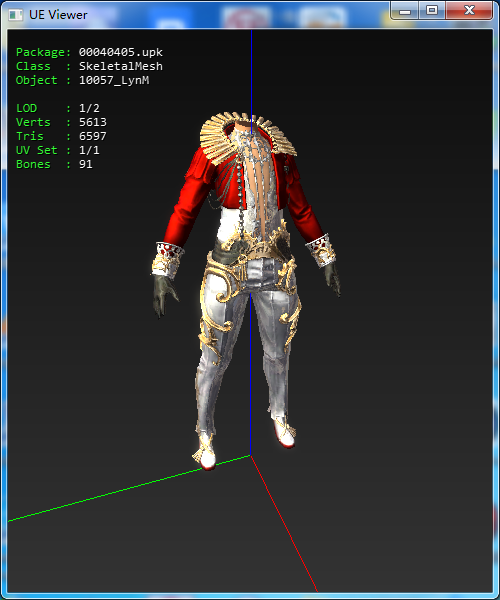 UE Viewer
Package: 00040405.upk
Class : SkeletalMesh
Object : 10057_LynM
LOD : 1/2
Verts : 5613
Tris : 6597
UV Set : 1/1
Bones : 91